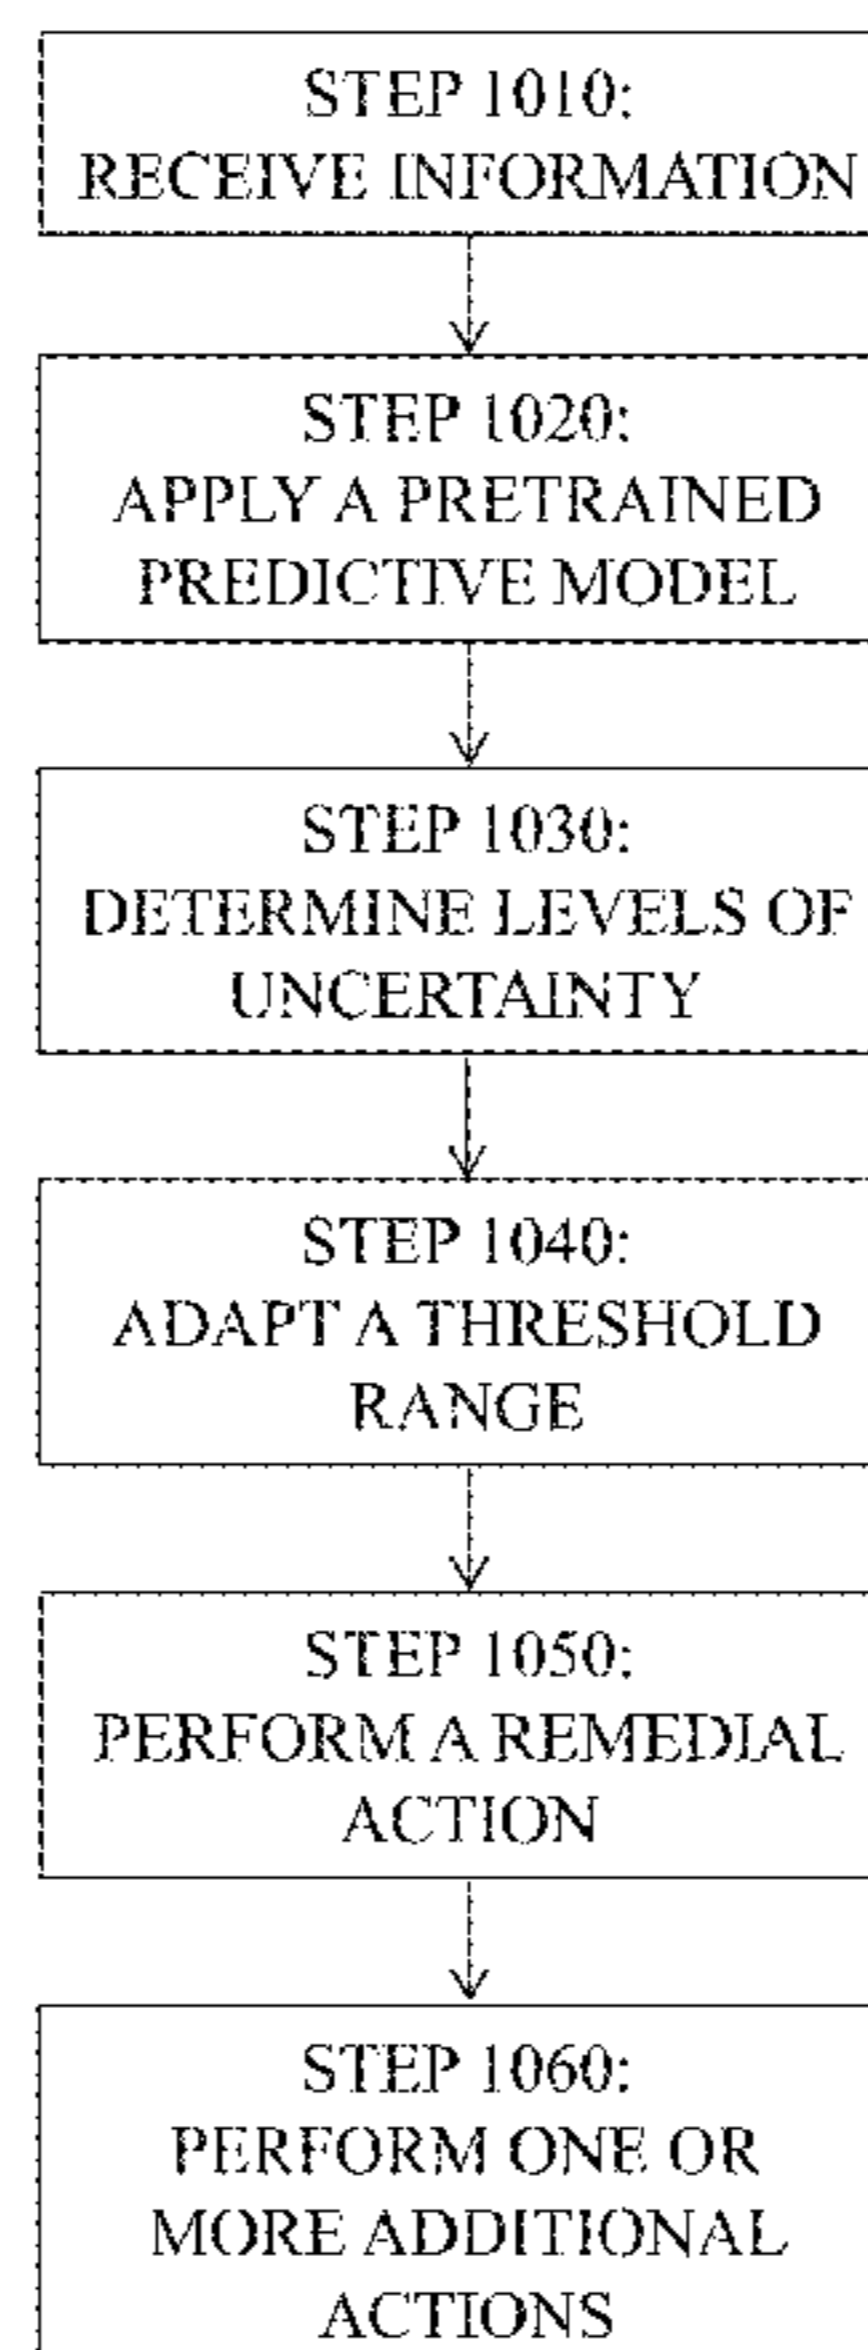 STEP 1010:
RECEIVE INFORMATION
STEP 1020:
APPLY A PRETRAINED
PREDICTIVE MODEL
STEP 1030:
DETERMINE LEVELS OF
UNCERTAINTY
STEP 1040:
ADAPT A THRESHOLD
RANGE
STEP 1050:
PERFORM A REMEDIAL
ACTION
STEP 1060:
PERFORM ONE OR
MORE ADDITIONAL
ACTIONS